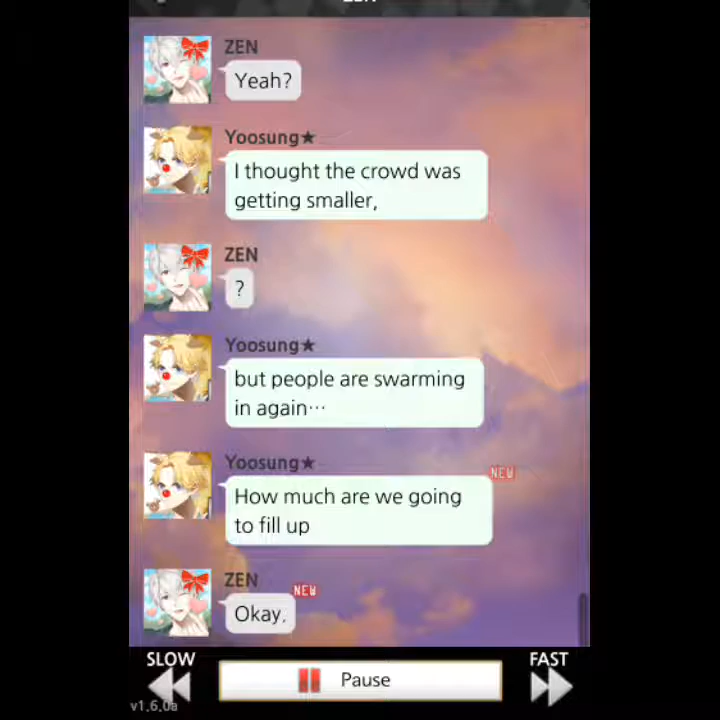 ZEN
Yeah?
Yoosung★
I thought the crowd was
getting smaller,
ZEN
?
Yoosung★
but people are swarming
in again…
Yoosung★
NEW
How much are we going
to fill up
ZEN
NEW
Okay.
SLOW
Pause
FAST
v1.6.0a